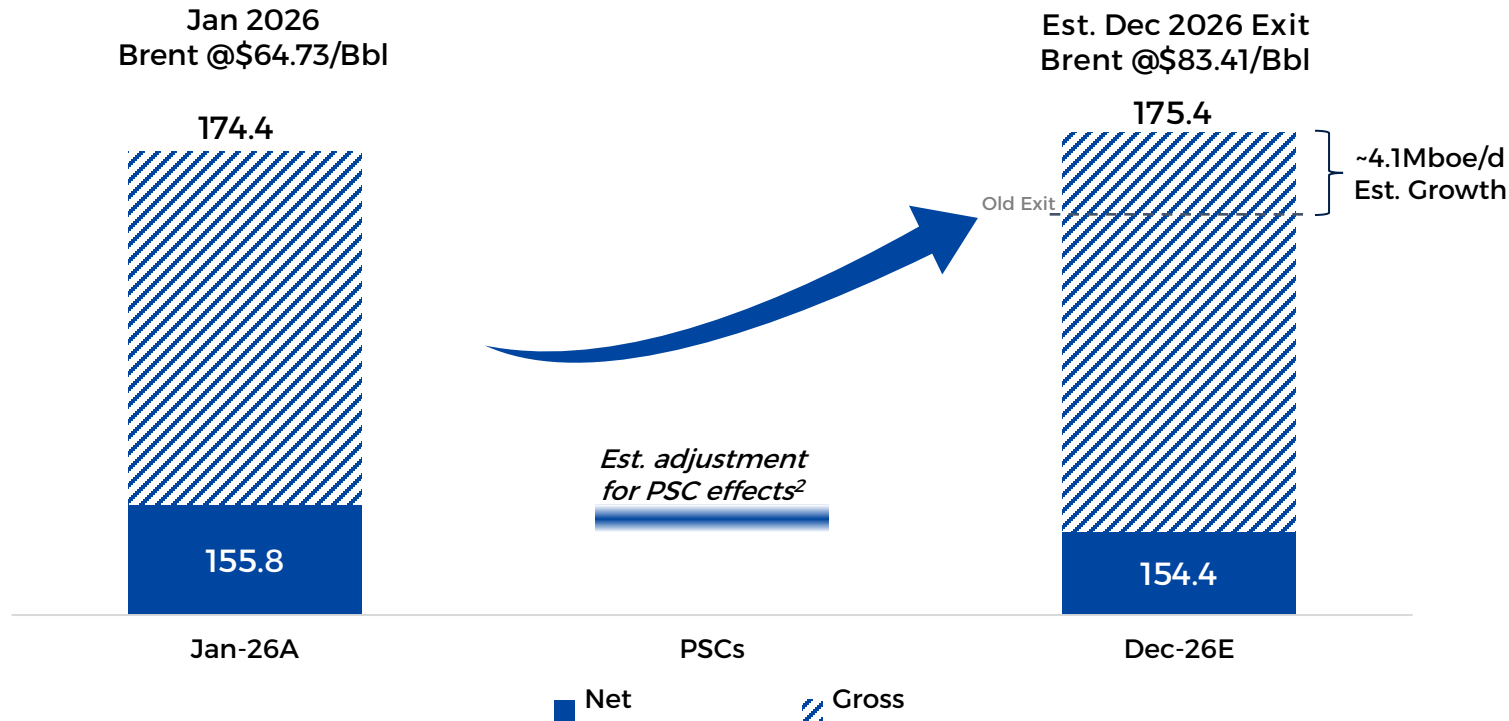 Jan 2026
Brent @$64.73/Bbl
Est. Dec 2026 Exit
Brent @$83.41/Bbl
174.4
175.4
~4.1Mboe/d
Est. Growth
Old Exit
Est. adjustment
for PSC effects²
155.8
154.4
Jan-26A
PSCs
Dec-26E
Net
Gross